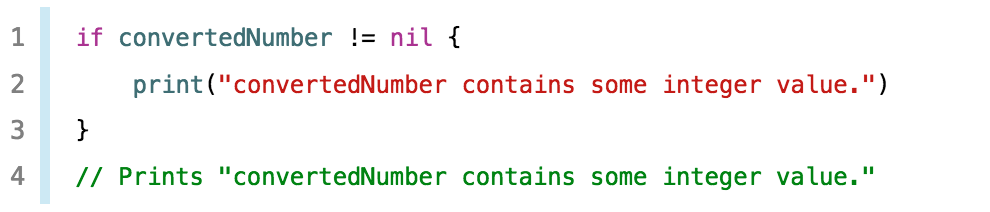 1 if convertedNumber != nil {
2     print("convertedNumber contains some integer value.")
3 }
4 // Prints "convertedNumber contains some integer value."